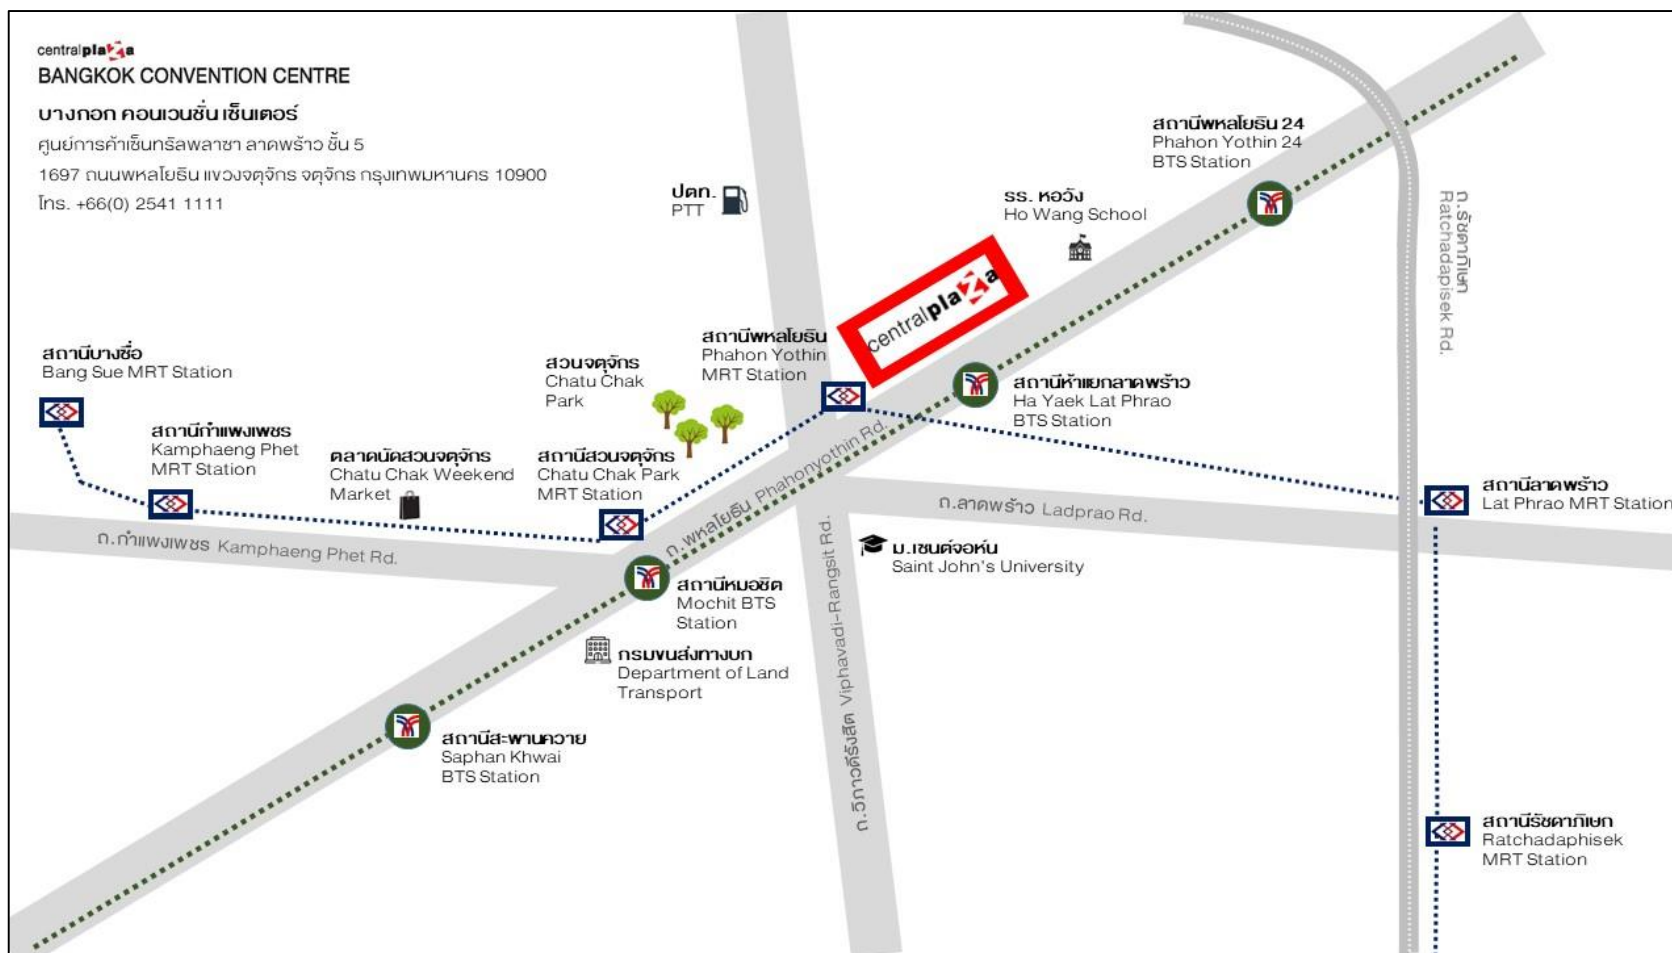 centralplaza
BANGKOK CONVENTION CENTRE
บางกอก คอนเวนชั่น เซ็นเตอร์
ศูนย์การค้าเซ็นทรัลพลาซา ลาดพร้าว ชั้น 5
1697 ถนนพหลโยธิน แขวงจตุจักร จตุจักร กรุงเทพมหานคร 10900
โทร. +66(0) 2541 1111
สถานีพหลโยธิน 24
Phahon Yothin 24
BTS Station
ปตท.
PTT
รร. หอวัง
Ho Wang School
ถ.รัชดาภิเษก
Ratchadapisek Rd.
centralplaza
สถานีพหลโยธิน
Phahon Yothin
MRT Station
สถานีบางซื่อ
Bang Sue MRT Station
สวนจตุจักร
Chatu Chak
Park
สถานีห้าแยกลาดพร้าว
Ha Yaek Lat Phrao
BTS Station
สถานีกำแพงเพชร
Kamphaeng Phet
MRT Station
ตลาดนัดสวนจตุจักร
Chatu Chak Weekend
Market
สถานีสวนจตุจักร
Chatu Chak Park
MRT Station
ถ.พหลโยธิน Phahonyothin Rd.
สถานีลาดพร้าว
Lat Phrao MRT Station
ถ.ลาดพร้าว Ladprao Rd.
ถ.กำแพงเพชร Kamphaeng Phet Rd.
ม.เซนต์จอห์น
Saint John's University
สถานีหมอชิต
Mochit BTS
Station
ถ.วิภาวดีรังสิต Viphavadi-Rangsit Rd.
กรมขนส่งทางบก
Department of Land
Transport
สถานีสะพานควาย
Saphan Khwai
BTS Station
สถานีรัชดาภิเษก
Ratchadaphisek
MRT Station